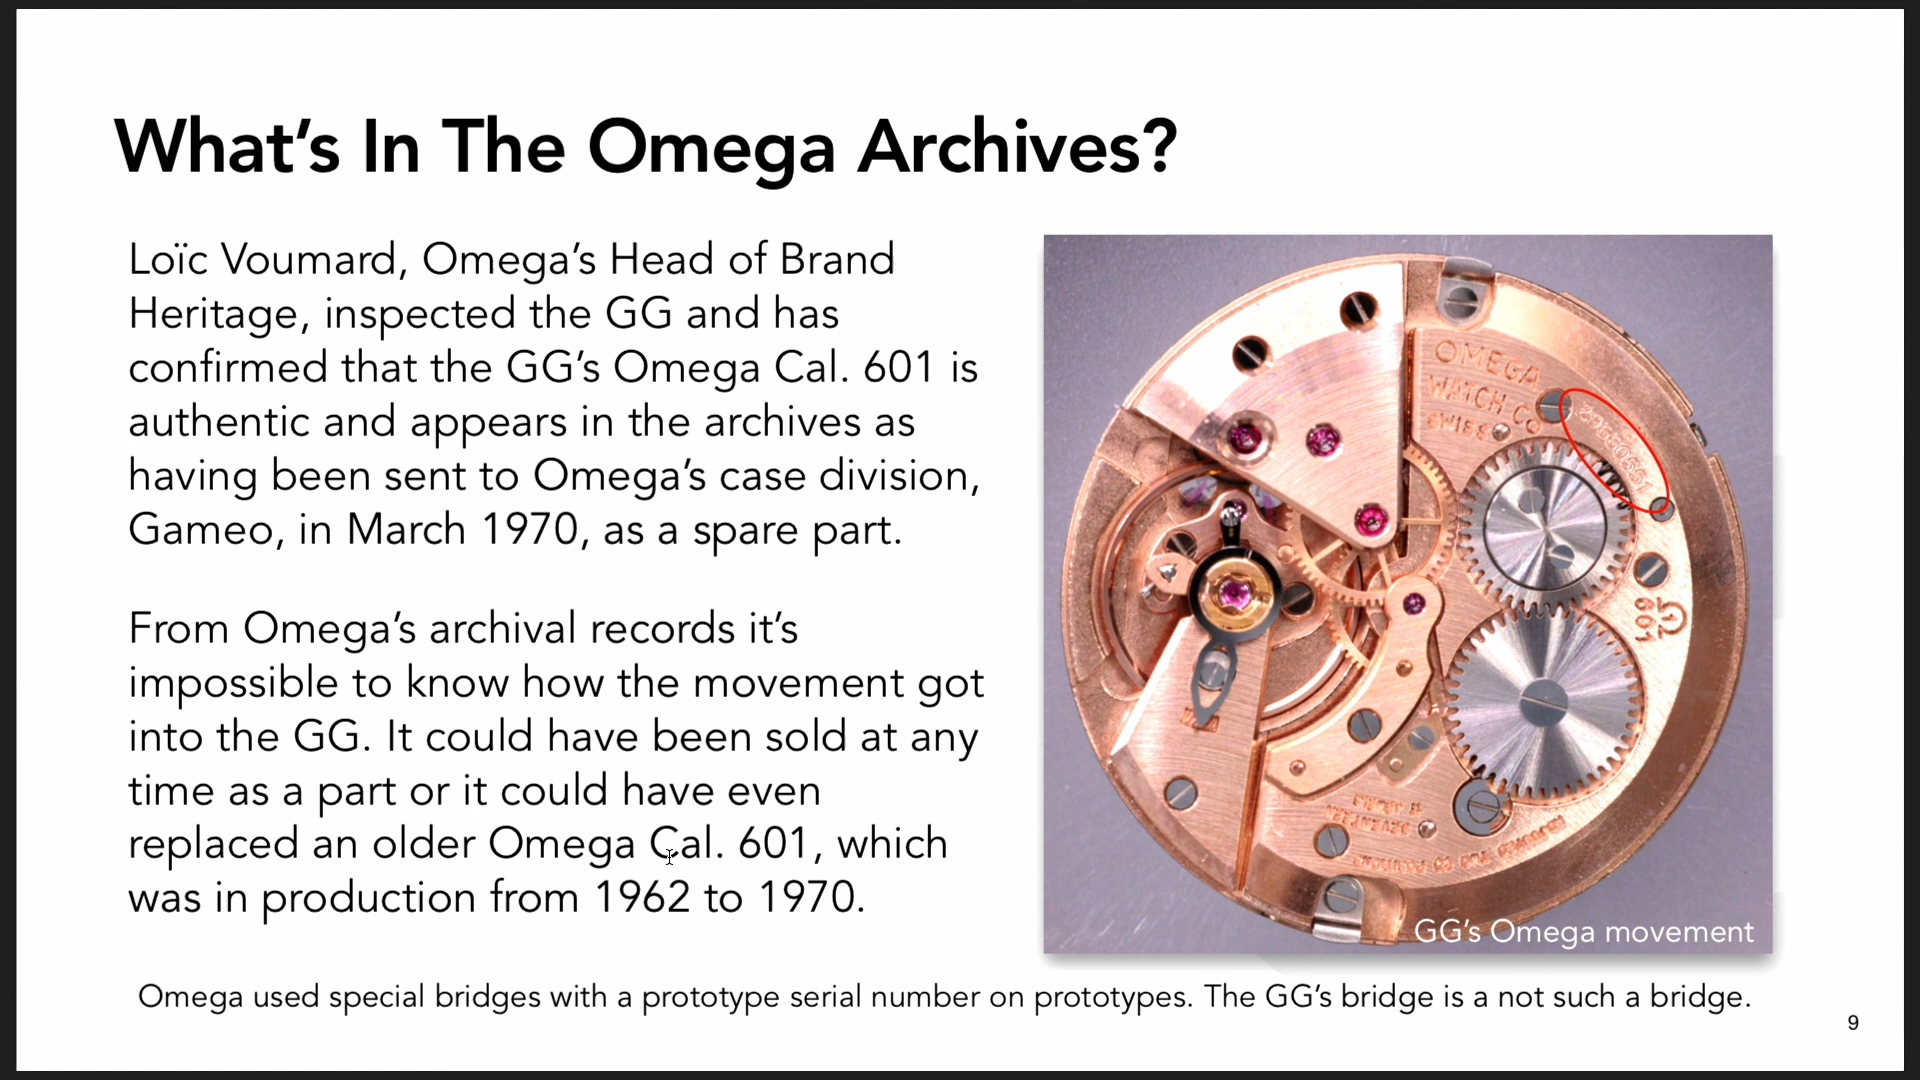 What's In The Omega Archives?
Loïc Voumard, Omega's Head of Brand
Heritage, inspected the GG and has
confirmed that the GG's Omega Cal. 601 is
authentic and appears in the archives as
having been sent to Omega's case division,
Gameo, in March 1970, as a spare part.
From Omega's archival records it's
impossible to know how the movement got
into the GG. It could have been sold at any
time as a part or it could have even
replaced an older Omega Cal. 601, which
was in production from 1962 to 1970.
OMEGA
WATCH CO
SWISS
601
GG's Omega movement
Omega used special bridges with a prototype serial number on prototypes. The GG's bridge is a not such a bridge.
9